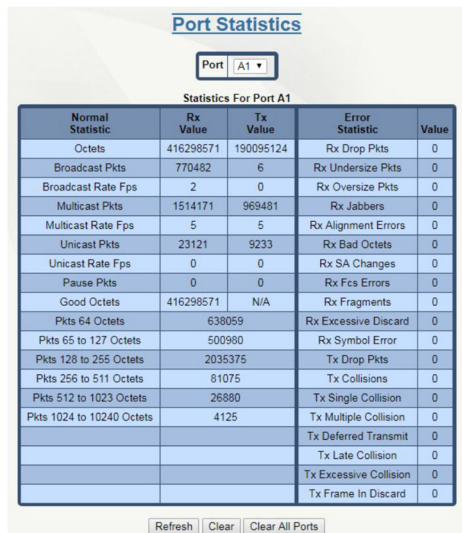 Port Statistics
Port A1
Statistics For Port A1
Normal Statistic Rx Value Tx Value Error Statistic Value
Octets 416298571 190095124 Rx Drop Pkts 0
Broadcast Pkts 770482 6 Rx Undersize Pkts 0
Broadcast Rate Fps 2 0 Rx Oversize Pkts 0
Multicast Pkts 1514171 969481 Rx Jabbers 0
Multicast Rate Fps 5 5 Rx Alignment Errors 0
Unicast Pkts 23121 9233 Rx Bad Octets 0
Unicast Rate Fps 0 0 Rx SA Changes 0
Pause Pkts 0 0 Rx Fcs Errors 0
Good Octets 416298571 N/A Rx Fragments 0
Pkts 64 Octets 638059 Rx Excessive Discard 0
Pkts 65 to 127 Octets 500980 Rx Symbol Error 0
Pkts 128 to 255 Octets 2035375 Tx Drop Pkts 0
Pkts 256 to 511 Octets 81075 Tx Collisions 0
Pkts 512 to 1023 Octets 26880 Tx Single Collision 0
Pkts 1024 to 10240 Octets 4125 Tx Multiple Collision 0
Tx Deferred Transmit 0
Tx Late Collision 0
Tx Excessive Collision 0
Tx Frame In Discard 0
Refresh Clear Clear All Ports